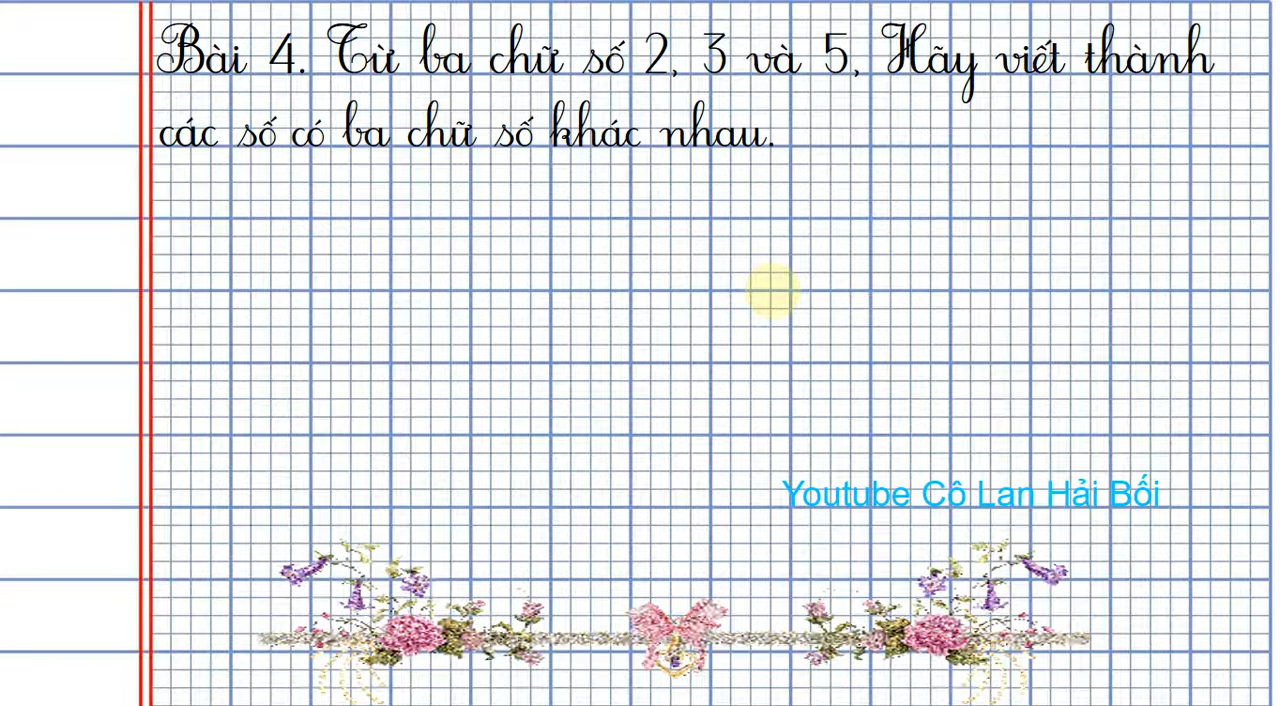 Bài 4. Từ ba chữ số 2, 3 và 5, Hãy viết thành
các số có ba chữ số khác nhau.
Youtube Cô Lan Hải Bối